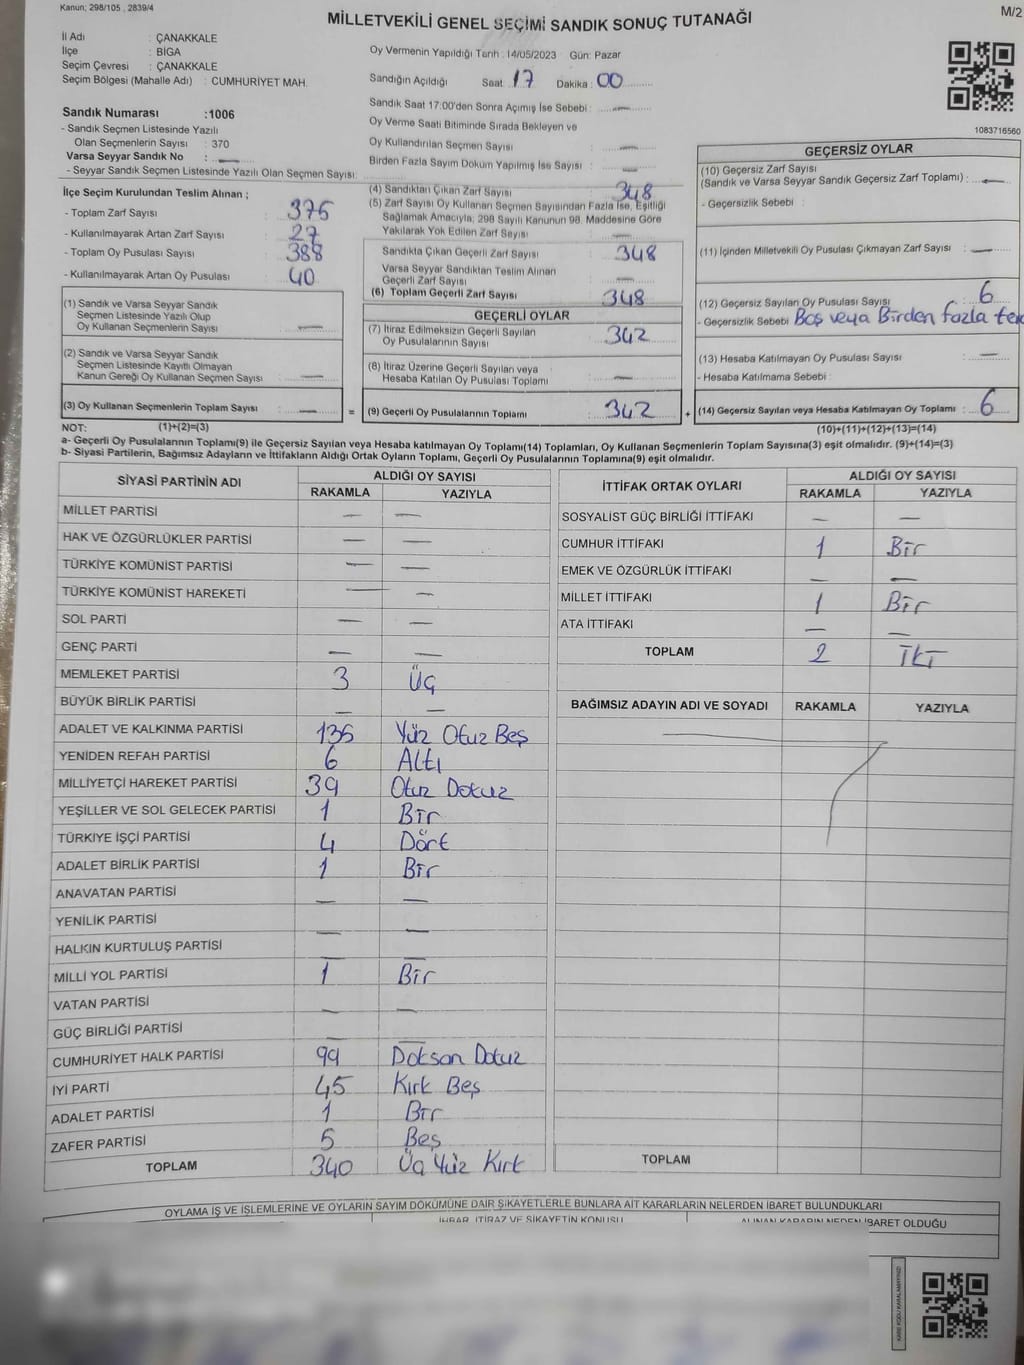 Kanun; 298/105 , 2839/4
M/2
MİLLETVEKİLİ GENEL SEÇİMİ SANDIK SONUÇ TUTANAĞI
İl Adı : ÇANAKKALE
İlçe : BİGA
Seçim Çevresi : ÇANAKKALE
Seçim Bölgesi (Mahalle Adı) : CUMHURİYET MAH.
Oy Vermenin Yapıldığı Tarih : 14/05/2023 Gün: Pazar
Sandığın Açıldığı Saat 17 Dakika : 00
Sandık Saat 17:00'den Sonra Açımış İse Sebebi : —
Oy Verme Saati Bitiminde Sırada Bekleyen ve
Oy Kullandırılan Seçmen Sayısı : —
Birden Fazla Sayım Döküm Yapılmış İse Sayısı : —
1083716560
Sandık Numarası :1006
- Sandık Seçmen Listesinde Yazılı
Olan Seçmenlerin Sayısı : 370
Varsa Seyyar Sandık No : —
- Seyyar Sandık Seçmen Listesinde Yazılı Olan Seçmen Sayısı:
İlçe Seçim Kurulundan Teslim Alınan ;
- Toplam Zarf Sayısı : 375
- Kullanılmayarak Artan Zarf Sayısı : 27
- Toplam Oy Pusulası Sayısı : 388
- Kullanılmayarak Artan Oy Pusulası : 40
(1) Sandık ve Varsa Seyyar Sandık
Seçmen Listesinde Yazılı Olup
Oy Kullanan Seçmenlerin Sayısı : —
(2) Sandık ve Varsa Seyyar Sandık
Seçmen Listesinde Kayıtlı Olmayan
Kanun Gereği Oy Kullanan Seçmen Sayısı : —
(3) Oy Kullanan Seçmenlerin Toplam Sayısı : — =
(4) Sandıktan Çıkan Zarf Sayısı : 348
(5) Zarf Sayısı Oy Kullanan Seçmen Sayısından Fazla İse, Eşitliği
Sağlamak Amacıyla, 298 Sayılı Kanunun 98. Maddesine Göre
Yakılarak Yok Edilen Zarf Sayısı : —
Sandıkta Çıkan Geçerli Zarf Sayısı : 348
Varsa Seyyar Sandıktan Teslim Alınan
Geçerli Zarf Sayısı : —
(6) Toplam Geçerli Zarf Sayısı : 348
GEÇERLİ OYLAR
(7) İtiraz Edilmeksizin Geçerli Sayılan
Oy Pusulalarının Sayısı : 342
(8) İtiraz Üzerine Geçerli Sayılan veya
Hesaba Katılan Oy Pusulası Toplamı : —
(9) Geçerli Oy Pusulalarının Toplamı : 342 +
GEÇERSİZ OYLAR
(10) Geçersiz Zarf Sayısı
(Sandık ve Varsa Seyyar Sandık Geçersiz Zarf Toplamı) : —
- Geçersizlik Sebebi :
(11) İçinden Milletvekili Oy Pusulası Çıkmayan Zarf Sayısı : —
(12) Geçersiz Sayılan Oy Pusulası Sayısı : 6
- Geçersizlik Sebebi Boş veya Birden fazla
(13) Hesaba Katılmayan Oy Pusulası Sayısı : —
- Hesaba Katılmama Sebebi :
(14) Geçersiz Sayılan veya Hesaba Katılmayan Oy Toplamı : 6
NOT: (1)+(2)=(3)
(10)+(11)+(12)+(13)=(14)
a- Geçerli Oy Pusulalarının Toplamı(9) ile Geçersiz Sayılan veya Hesaba katılmayan Oy Toplamı(14) Toplamları, Oy Kullanan Seçmenlerin Toplam Sayısına(3) eşit olmalıdır. (9)+(14)=(3)
b- Siyasi Partilerin, Bağımsız Adayların ve İttifakların Aldığı Ortak Oyların Toplamı, Geçerli Oy Pusulalarının Toplamına(9) eşit olmalıdır.
SİYASİ PARTİNİN ADI ALDIĞI OY SAYISI
RAKAMLA YAZIYLA
MİLLET PARTİSİ — —
HAK VE ÖZGÜRLÜKLER PARTİSİ — —
TÜRKİYE KOMÜNİST PARTİSİ — —
TÜRKİYE KOMÜNİST HAREKETİ — —
SOL PARTİ — —
GENÇ PARTİ — —
MEMLEKET PARTİSİ 3 Üç
BÜYÜK BİRLİK PARTİSİ — —
ADALET VE KALKINMA PARTİSİ 135 Yüz Otuz Beş
YENİDEN REFAH PARTİSİ 6 Altı
MİLLİYETÇİ HAREKET PARTİSİ 39 Otuz Dokuz
YEŞİLLER VE SOL GELECEK PARTİSİ 1 Bir
TÜRKİYE İŞÇİ PARTİSİ 4 Dört
ADALET BİRLİK PARTİSİ 1 Bir
ANAVATAN PARTİSİ — —
YENİLİK PARTİSİ — —
HALKIN KURTULUŞ PARTİSİ — —
MİLLİ YOL PARTİSİ 1 Bir
VATAN PARTİSİ — —
GÜÇ BİRLİĞİ PARTİSİ — —
CUMHURİYET HALK PARTİSİ 99 Doksan Dokuz
İYİ PARTİ 45 Kırk Beş
ADALET PARTİSİ 1 Bir
ZAFER PARTİSİ 5 Beş
TOPLAM 340 Üç Yüz Kırk
İTTİFAK ORTAK OYLARI ALDIĞI OY SAYISI
RAKAMLA YAZIYLA
SOSYALİST GÜÇ BİRLİĞİ İTTİFAKI — —
CUMHUR İTTİFAKI 1 Bir
EMEK VE ÖZGÜRLÜK İTTİFAKI — —
MİLLET İTTİFAKI 1 Bir
ATA İTTİFAKI — —
TOPLAM 2 İki
BAĞIMSIZ ADAYIN ADI VE SOYADI RAKAMLA YAZIYLA
TOPLAM
OYLAMA İŞ VE İŞLEMLERİNE VE OYLARIN SAYIM DÖKÜMÜNE DAİR ŞİKAYETLERLE BUNLARA AİT KARARLARIN NELERDEN İBARET BULUNDUKLARI
İHBAR, İTİRAZ VE ŞİKAYETİN KONUSU
ALINAN KARARIN NEDEN İBARET OLDUĞU
KARE KODU KARALAMAYINIZ!